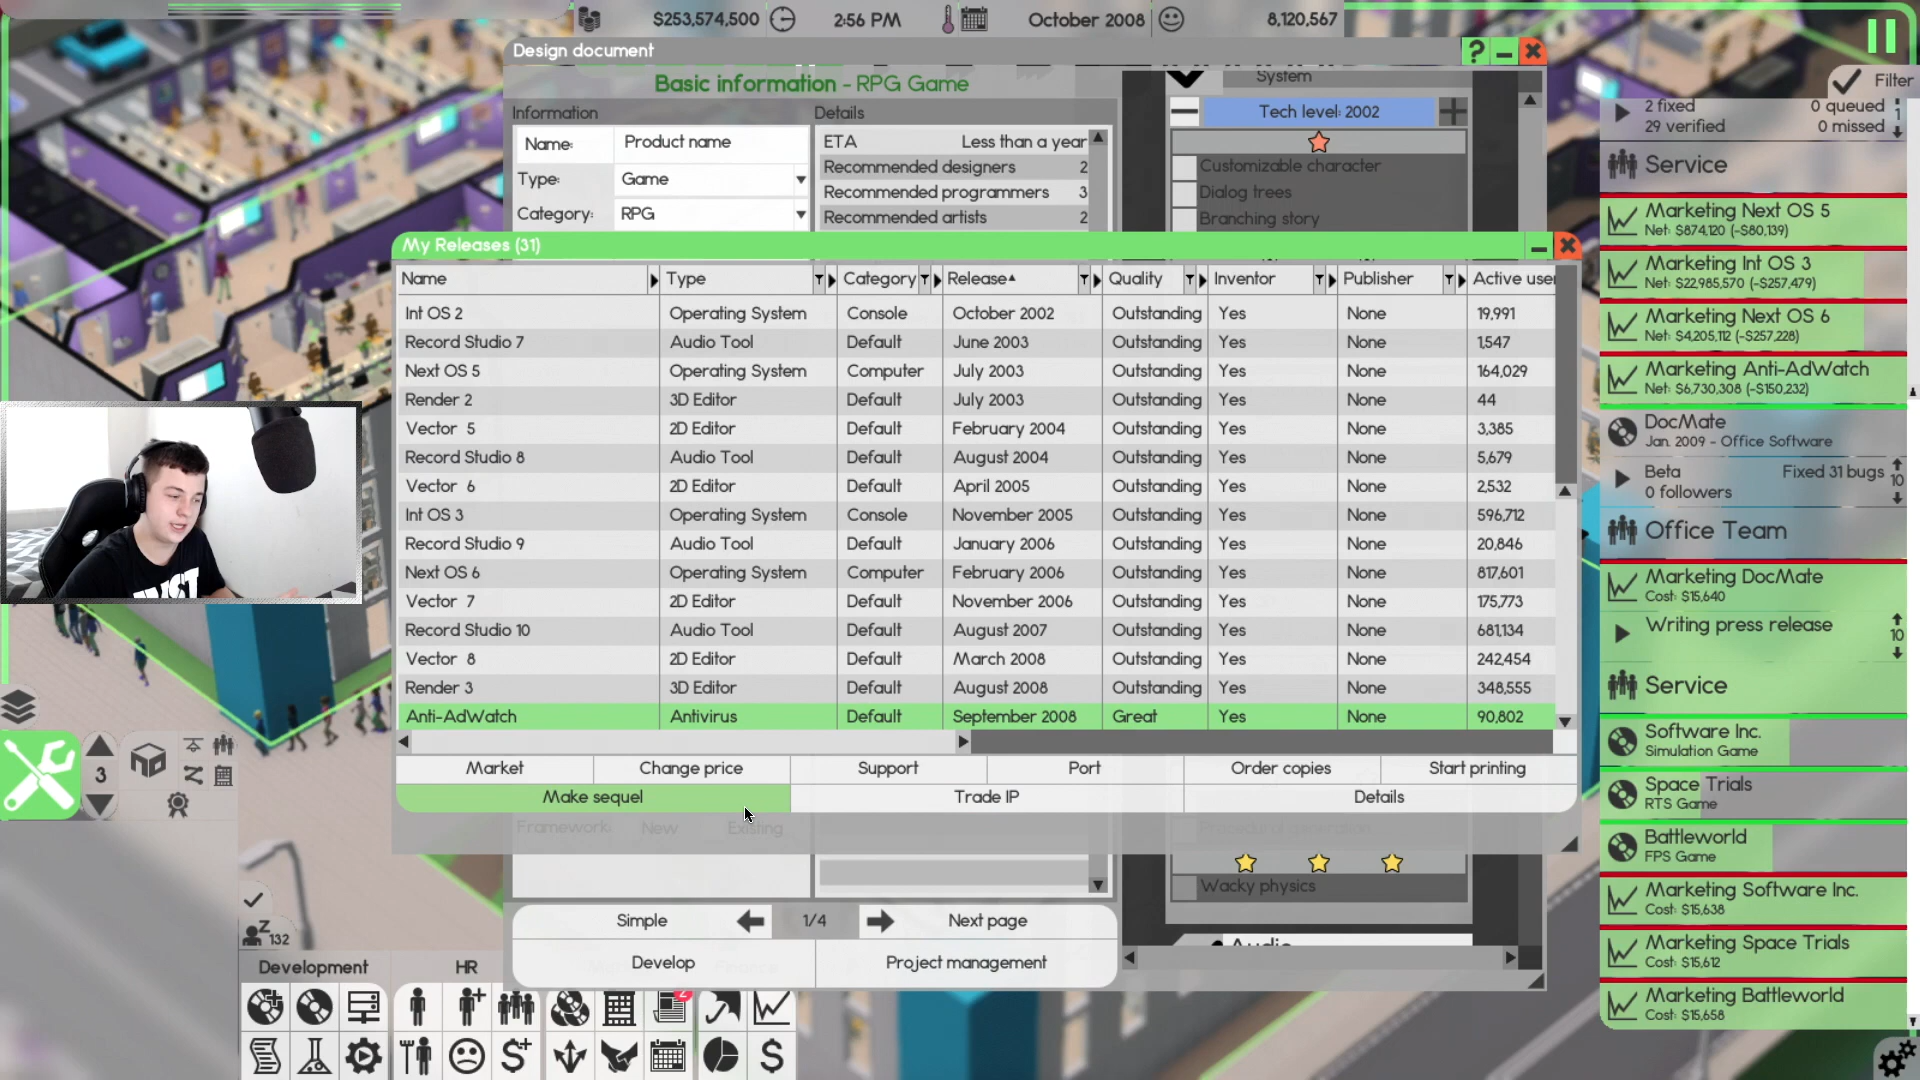 $253,574,500
2:56 PM
October 2008
8,120,567
Design document
?
Basic information - RPG Game
Information
Name: Product name
Type: Game
Category: RPG
Details
ETA Less than a year
Recommended designers 2
Recommended programmers 3
Recommended artists 2
System
Tech level: 2002
Customizable character
Dialog trees
Branching story
My Releases (31)
Name Type Category Release Quality Inventor Publisher Active user
Int OS 2 Operating System Console October 2002 Outstanding Yes None 19,991
Record Studio 7 Audio Tool Default June 2003 Outstanding Yes None 1,547
Next OS 5 Operating System Computer July 2003 Outstanding Yes None 164,029
Render 2 3D Editor Default July 2003 Outstanding Yes None 44
Vector 5 2D Editor Default February 2004 Outstanding Yes None 3,385
Record Studio 8 Audio Tool Default August 2004 Outstanding Yes None 5,679
Vector 6 2D Editor Default April 2005 Outstanding Yes None 2,532
Int OS 3 Operating System Console November 2005 Outstanding Yes None 596,712
Record Studio 9 Audio Tool Default January 2006 Outstanding Yes None 20,846
Next OS 6 Operating System Computer February 2006 Outstanding Yes None 817,601
Vector 7 2D Editor Default November 2006 Outstanding Yes None 175,773
Record Studio 10 Audio Tool Default August 2007 Outstanding Yes None 681,134
Vector 8 2D Editor Default March 2008 Outstanding Yes None 242,454
Render 3 3D Editor Default August 2008 Outstanding Yes None 348,555
Anti-AdWatch Antivirus Default September 2008 Great Yes None 90,802
Market Change price Support Port Order copies Start printing
Make sequel Trade IP Details
Framework: New Existing
Wacky physics
Simple 1/4 Next page
Develop Project management
Audio
Filter
2 fixed 0 queued
29 verified 0 missed
1
Service
Marketing Next OS 5
Net: $874,120 (-$80,139)
Marketing Int OS 3
Net: $22,985,570 (-$257,479)
Marketing Next OS 6
Net: $4,205,112 (-$257,228)
Marketing Anti-AdWatch
Net: $6,730,308 (-$150,232)
DocMate
Jan. 2009 - Office Software
Beta Fixed 31 bugs
0 followers
10
Office Team
Marketing DocMate
Cost: $15,640
Writing press release
10
Service
Software Inc.
Simulation Game
Space Trials
RTS Game
Battleworld
FPS Game
Marketing Software Inc.
Cost: $15,638
Marketing Space Trials
Cost: $15,612
Marketing Battleworld
Cost: $15,658
3
Z
132
Development
HR
2